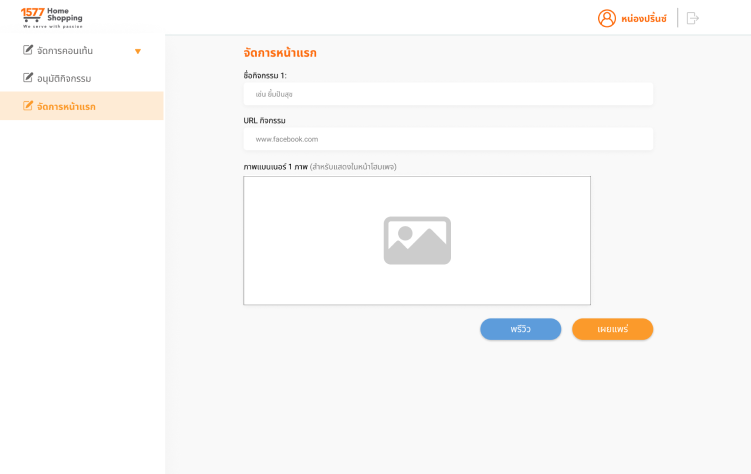 1577 Home Shopping
We serve with passion
หน่องปริ๊นซ์
จัดการคอนเท้น
อนุมัติกิจกรรม
จัดการหน้าแรก
จัดการหน้าแรก
ชื่อกิจกรรม 1:
เช่น ชื่นปีนสุข
URL กิจกรรม
www.facebook.com
ภาพแบนเนอร์ 1 ภาพ (สำหรับแสดงในหน้าโฮมเพจ)
พรีวิว
เผยแพร่